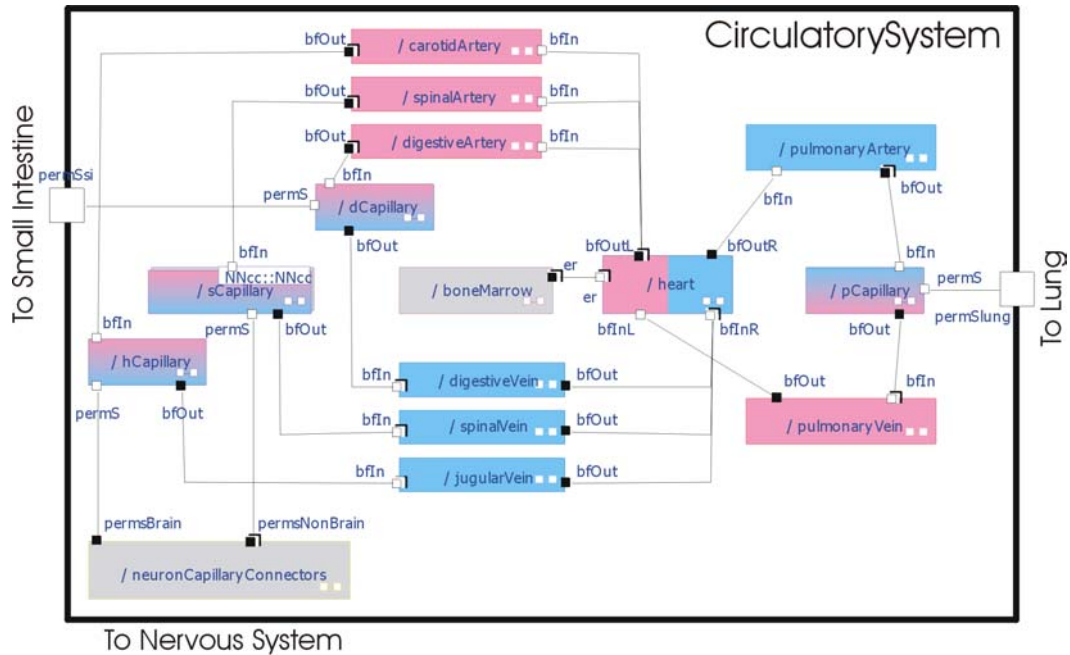 CirculatorySystem
bfOut
/ carotidArtery
bfIn
bfOut
/ spinalArtery
bfIn
bfOut
/ digestiveArtery
bfIn
/ pulmonaryArtery
To Small Intestine
permSsi
bfIn
permS
/ dCapillary
bfOut
bfIn
bfOut
bfIn
NNcc::NNcc
/ sCapillary
permS
bfOut
/ boneMarrow
er
er
bfOutL
bfOutR
/ heart
bfInL
bfInR
bfIn
/ pCapillary
permS
permSlung
bfOut
To Lung
bfIn
/ hCapillary
permS
bfOut
bfIn
/ digestiveVein
bfOut
bfOut
bfIn
bfIn
/ spinalVein
bfOut
/ pulmonaryVein
bfIn
/ jugularVein
bfOut
permsBrain
permsNonBrain
/ neuronCapillaryConnectors
To Nervous System